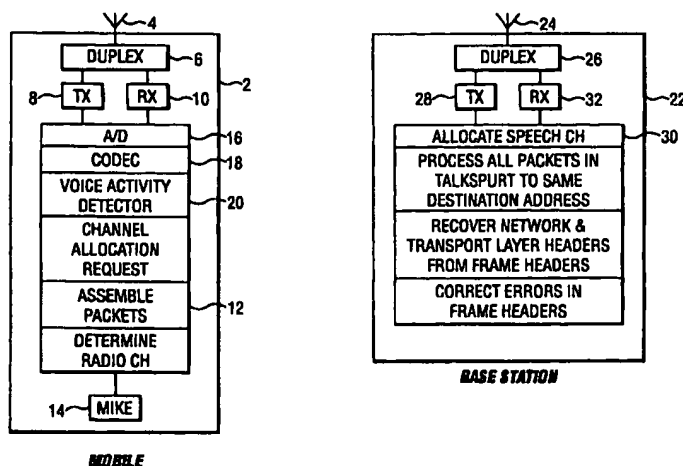 4
DUPLEX
6
2
8
TX
RX
10
A/D
16
CODEC
18
VOICE ACTIVITY
DETECTOR
20
CHANNEL
ALLOCATION
REQUEST
ASSEMBLE
PACKETS
12
DETERMINE
RADIO CH
14
MIKE
MOBILE
24
DUPLEX
26
28
TX
RX
32
22
ALLOCATE SPEECH CH
30
PROCESS ALL PACKETS IN
TALKSPURT TO SAME
DESTINATION ADDRESS
RECOVER NETWORK &
TRANSPORT LAYER HEADERS
FROM FRAME HEADERS
CORRECT ERRORS IN
FRAME HEADERS
BASE STATION